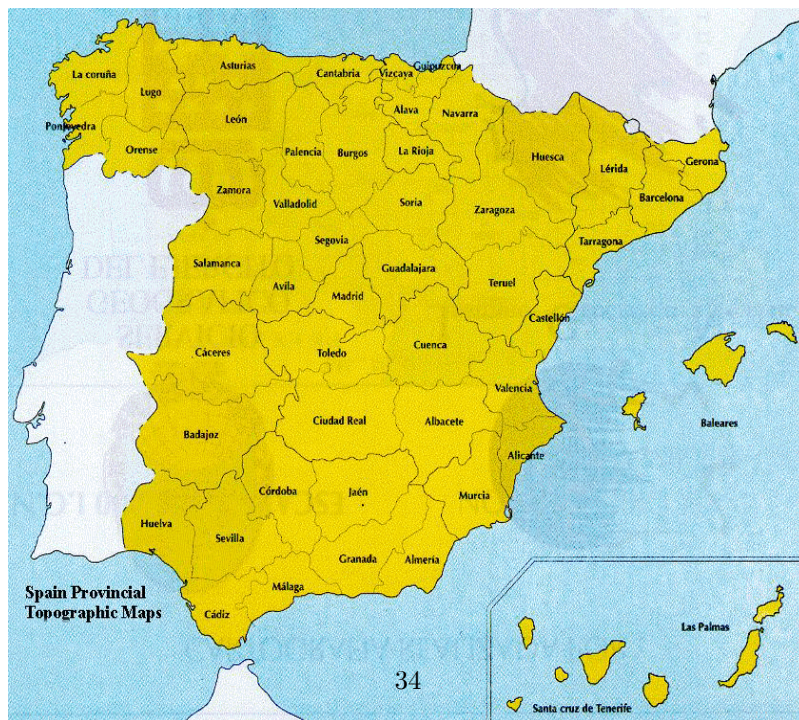 La coruña
Lugo
Asturias
Cantabria
Vizcaya
Guipuzcua
Pontevedra
Orense
León
Palencia
Burgos
Alava
La Rioja
Navarra
Huesca
Lérida
Gerona
Barcelona
Zamora
Valladolid
Soria
Zaragoza
Tarragona
Salamanca
Segovia
Avila
Madrid
Guadalajara
Teruel
Castellón
Cáceres
Toledo
Cuenca
Valencia
Baleares
Badajoz
Ciudad Real
Albacete
Alicante
Huelva
Sevilla
Córdoba
Jaén
Murcia
Cádiz
Málaga
Granada
Almería
Spain Provincial
Topographic Maps
34
Las Palmas
Santa cruz de Tenerife